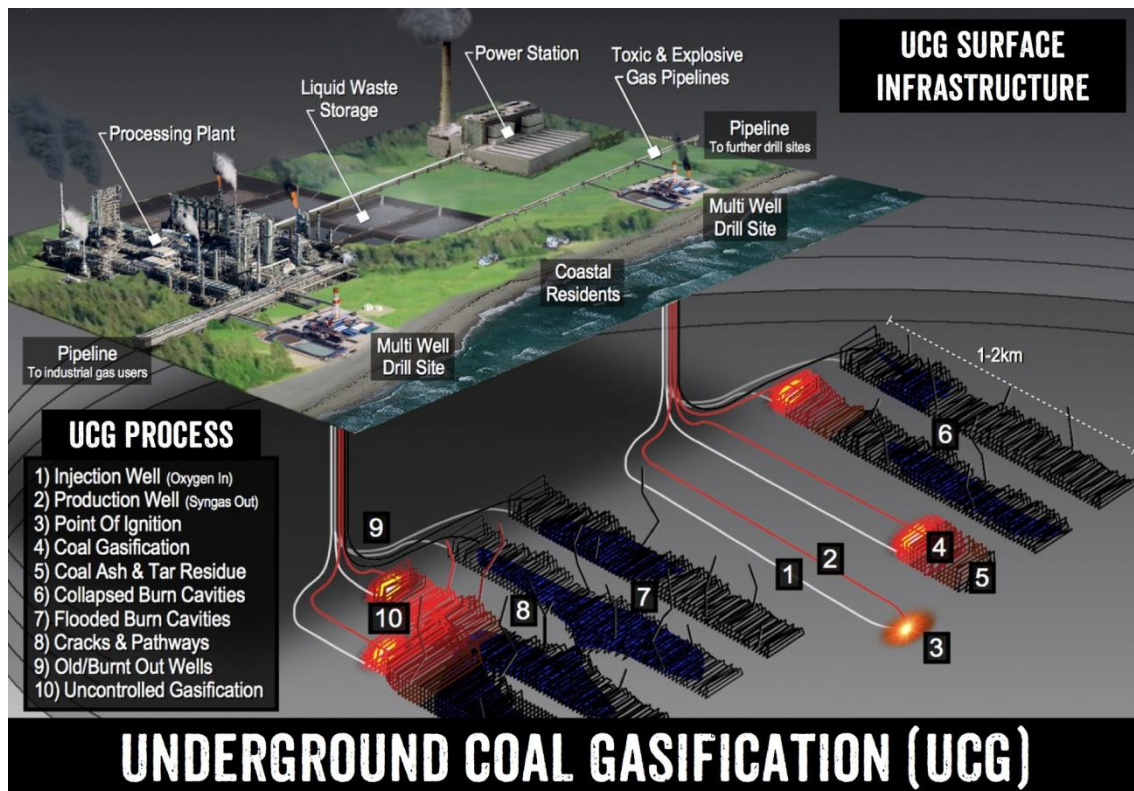 UCG SURFACE
INFRASTRUCTURE
Power Station
Toxic & Explosive
Gas Pipelines
Liquid Waste
Storage
Processing Plant
Pipeline
To further drill sites
Multi Well
Drill Site
Coastal
Residents
Multi Well
Drill Site
Pipeline
To industrial gas users
1-2km
UCG PROCESS
1) Injection Well (Oxygen In)
2) Production Well (Syngas Out)
3) Point Of Ignition
4) Coal Gasification
5) Coal Ash & Tar Residue
6) Collapsed Burn Cavities
7) Flooded Burn Cavities
8) Cracks & Pathways
9) Old/Burnt Out Wells
10) Uncontrolled Gasification
6
9
4
2
1
5
7
8
10
3
UNDERGROUND COAL GASIFICATION (UCG)